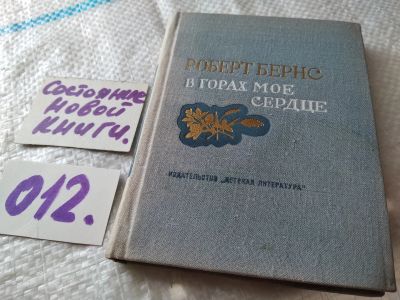 Состояние
новой
книги.
012.
РОБЕРТ БЕРНС
В ГОРАХ МОЕ
СЕРДЦЕ
ИЗДАТЕЛЬСТВО „ДЕТСКАЯ ЛИТЕРАТУРА"